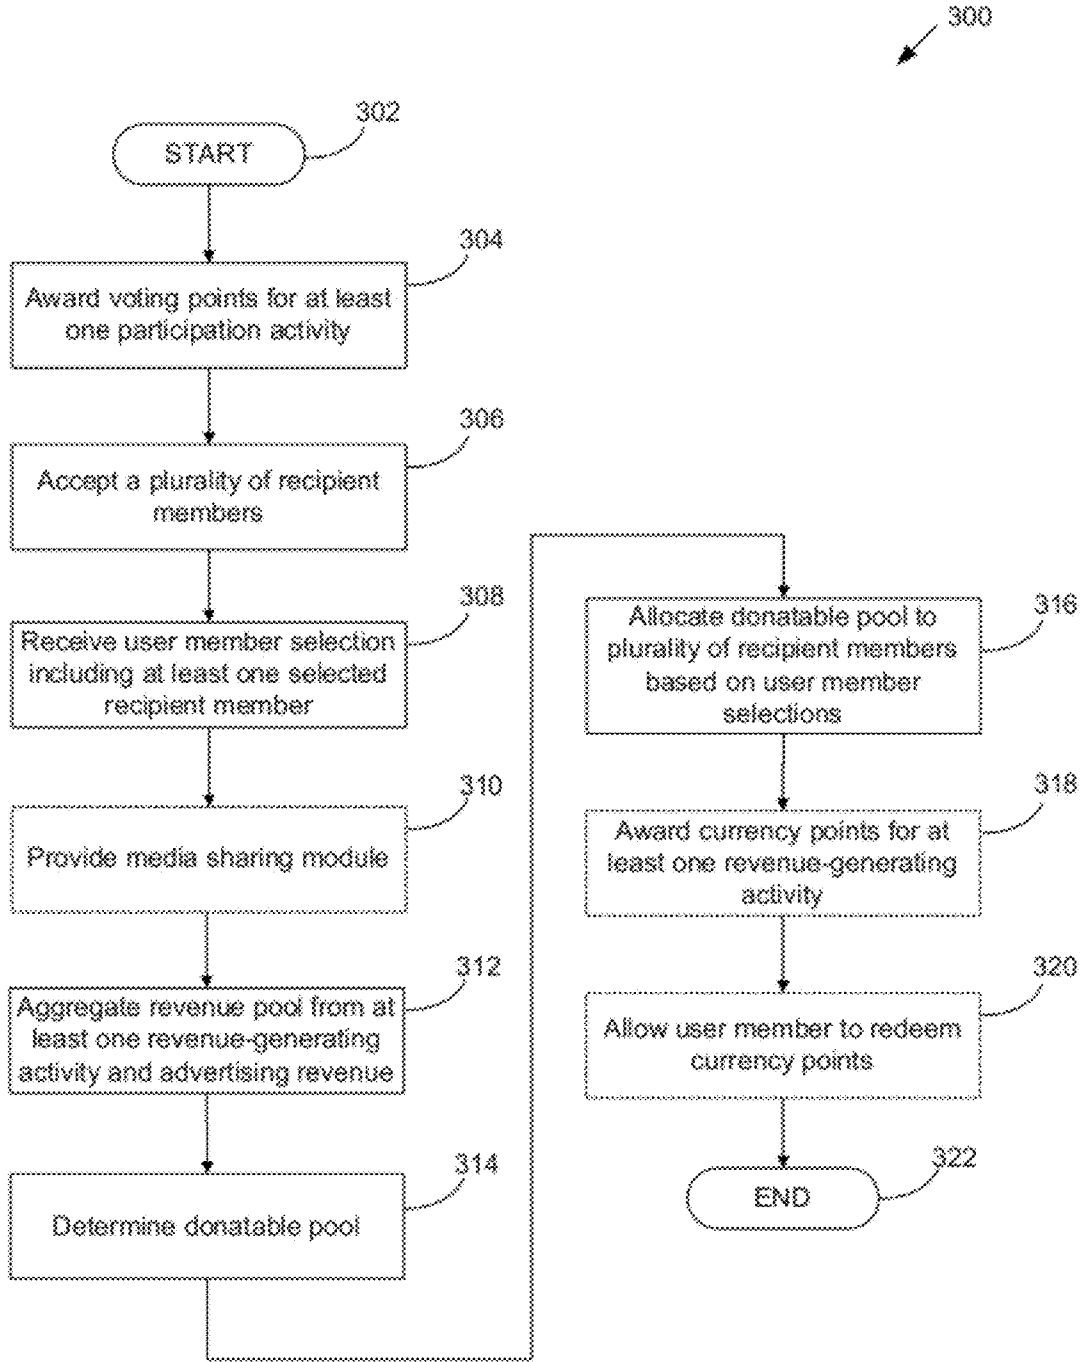 300
302
START
304
Award voting points for at least
one participation activity
306
Accept a plurality of recipient
members
308
Receive user member selection
including at least one selected
recipient member
310
Provide media sharing module
312
Aggregate revenue pool from at
least one revenue-generating
activity and advertising revenue
314
Determine donatable pool
316
Allocate donatable pool to
plurality of recipient members
based on user member
selections
318
Award currency points for at
least one revenue-generating
activity
320
Allow user member to redeem
currency points
322
END